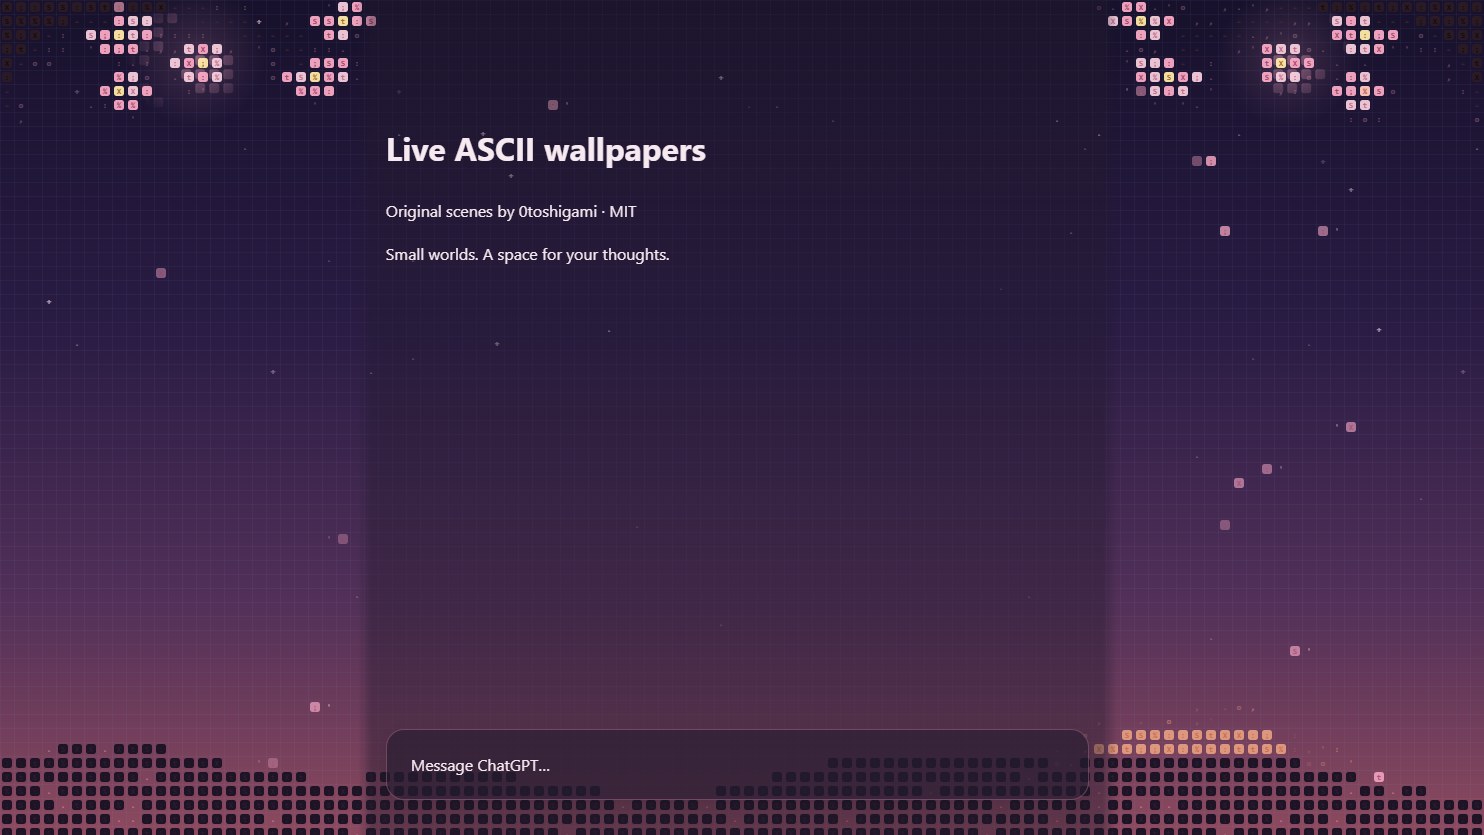 Live ASCII wallpapers
Original scenes by 0toshigami · MIT
Small worlds. A space for your thoughts.
Message ChatGPT...